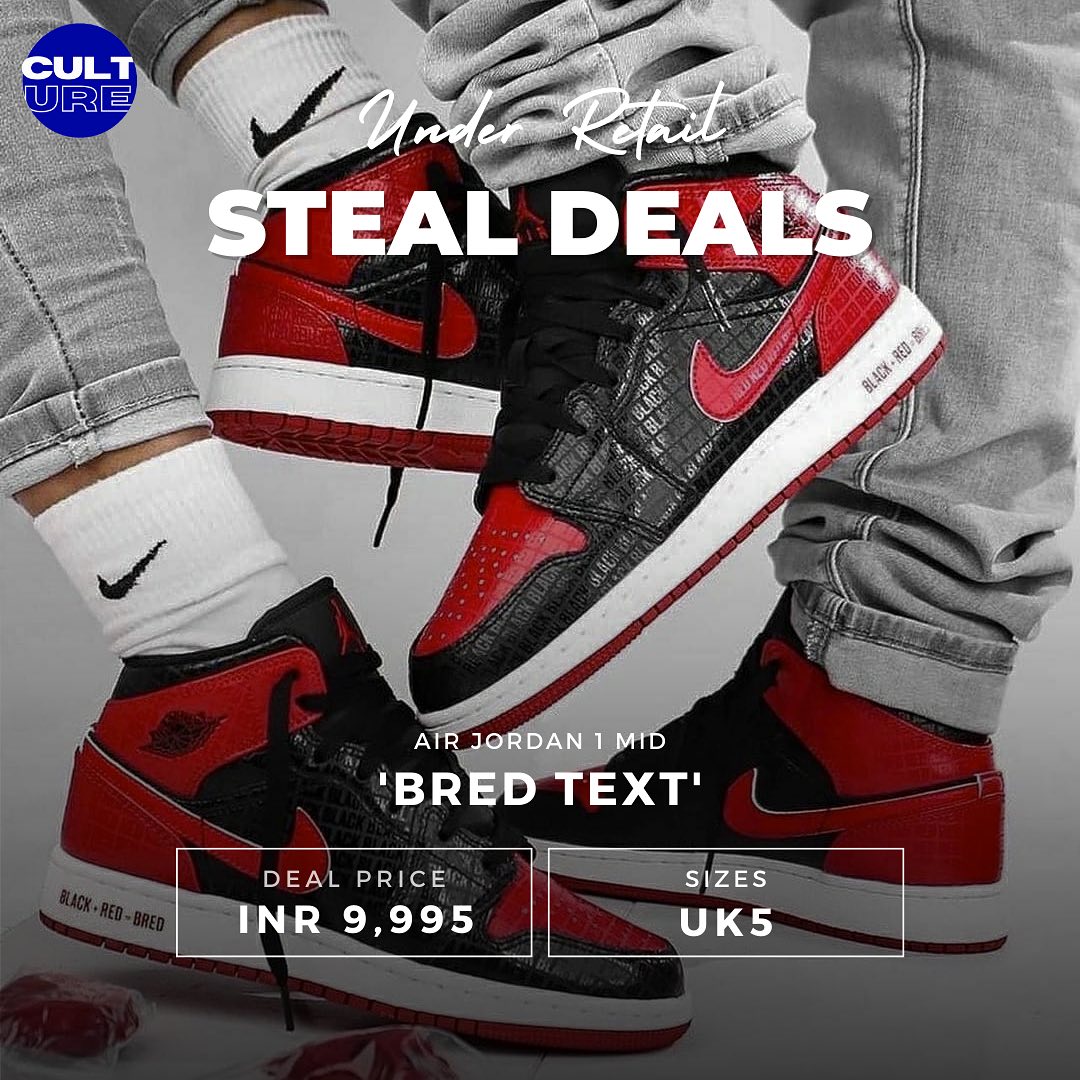 CULT
URE
Under Retail
STEAL DEALS
BLACK + RED = BRED
AIR JORDAN 1 MID
'BRED TEXT'
DEAL PRICE
INR 9,995
SIZES
UK5
BLACK + RED = BRED